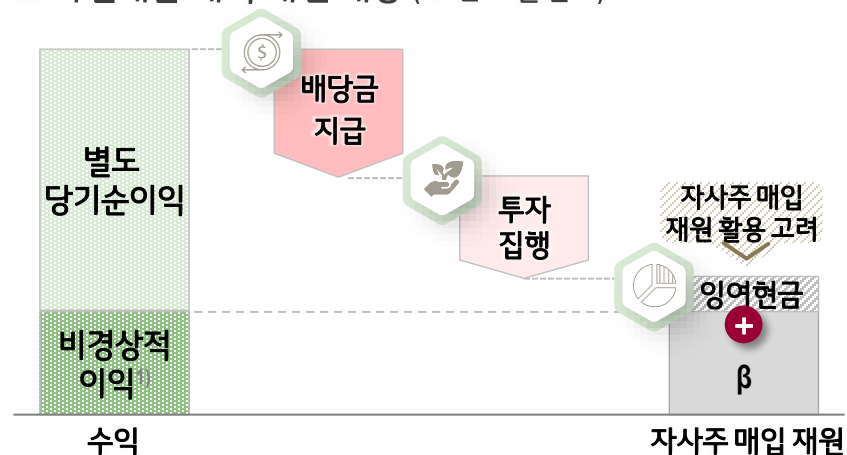 배당금
지급
별도
당기순이익
투자
집행
자사주 매입
재원 활용 고려
잉여현금
비경상적
이익1)
+
β
수익
자사주 매입 재원